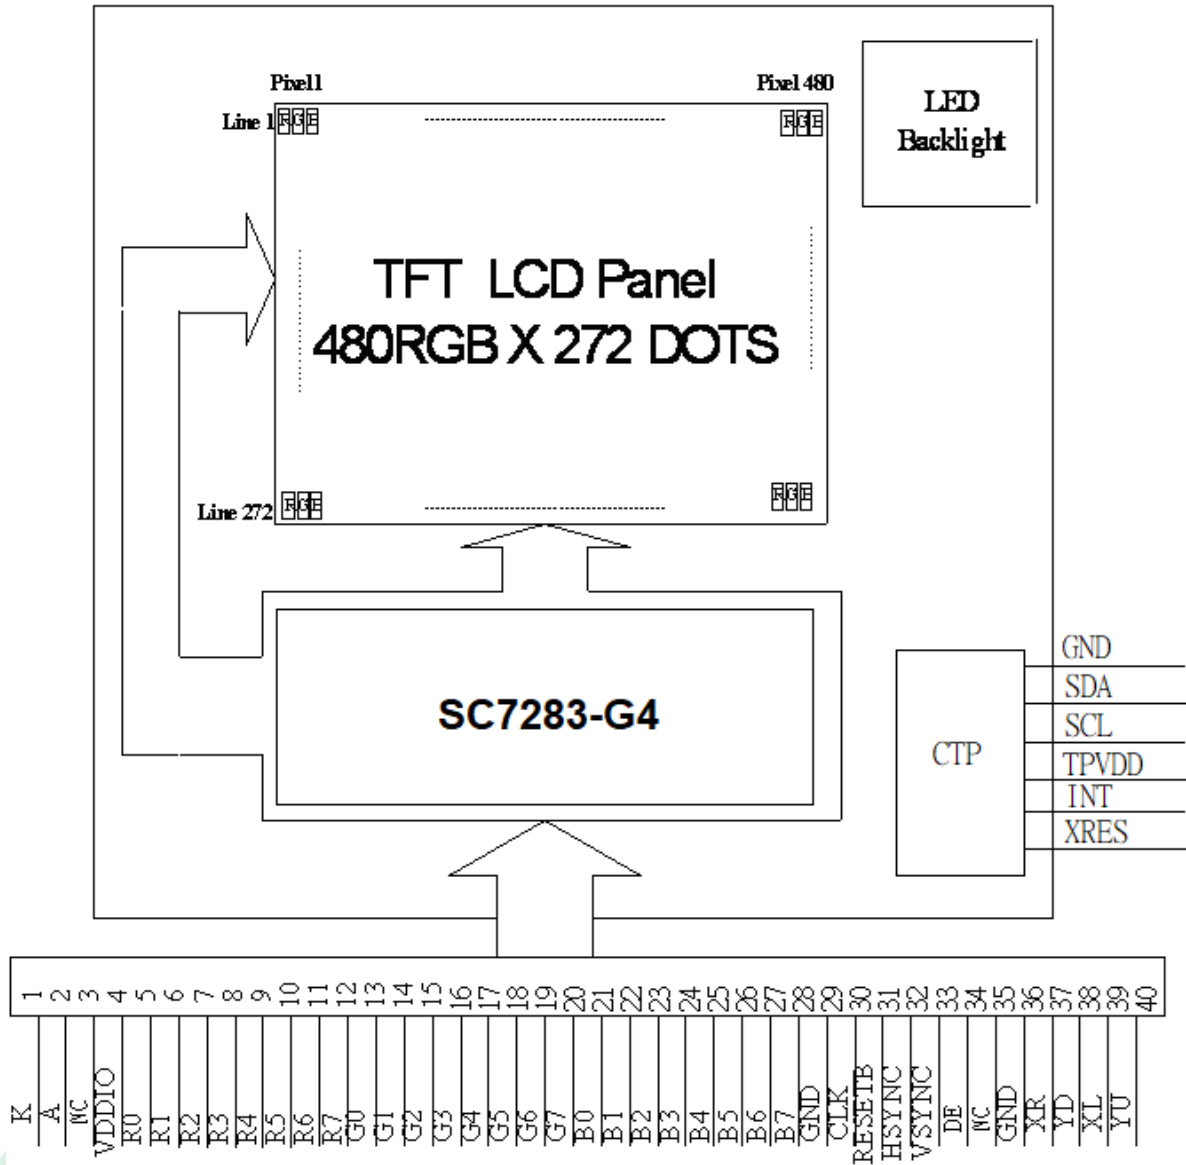 Pixel1
Pixel 480
Line 1
RGB
RGB
LED
Backlight
TFT LCD Panel
480RGB X 272 DOTS
Line 272
RGB
RGB
SC7283-G4
CTP
GND
SDA
SCL
TPVDD
INT
XRES
1 2 3 4 5 6 7 8 9 10 11 12 13 14 15 16 17 18 19 20 21 22 23 24 25 26 27 28 29 30 31 32 33 34 35 36 37 38 39 40
K A NC VDDIO R0 R1 R2 R3 R4 R5 R6 R7 G0 G1 G2 G3 G4 G5 G6 G7 B0 B1 B2 B3 B4 B5 B6 B7 GND CLK RESETB HSYNC VSYNC DE NC GND XR YD XL YU